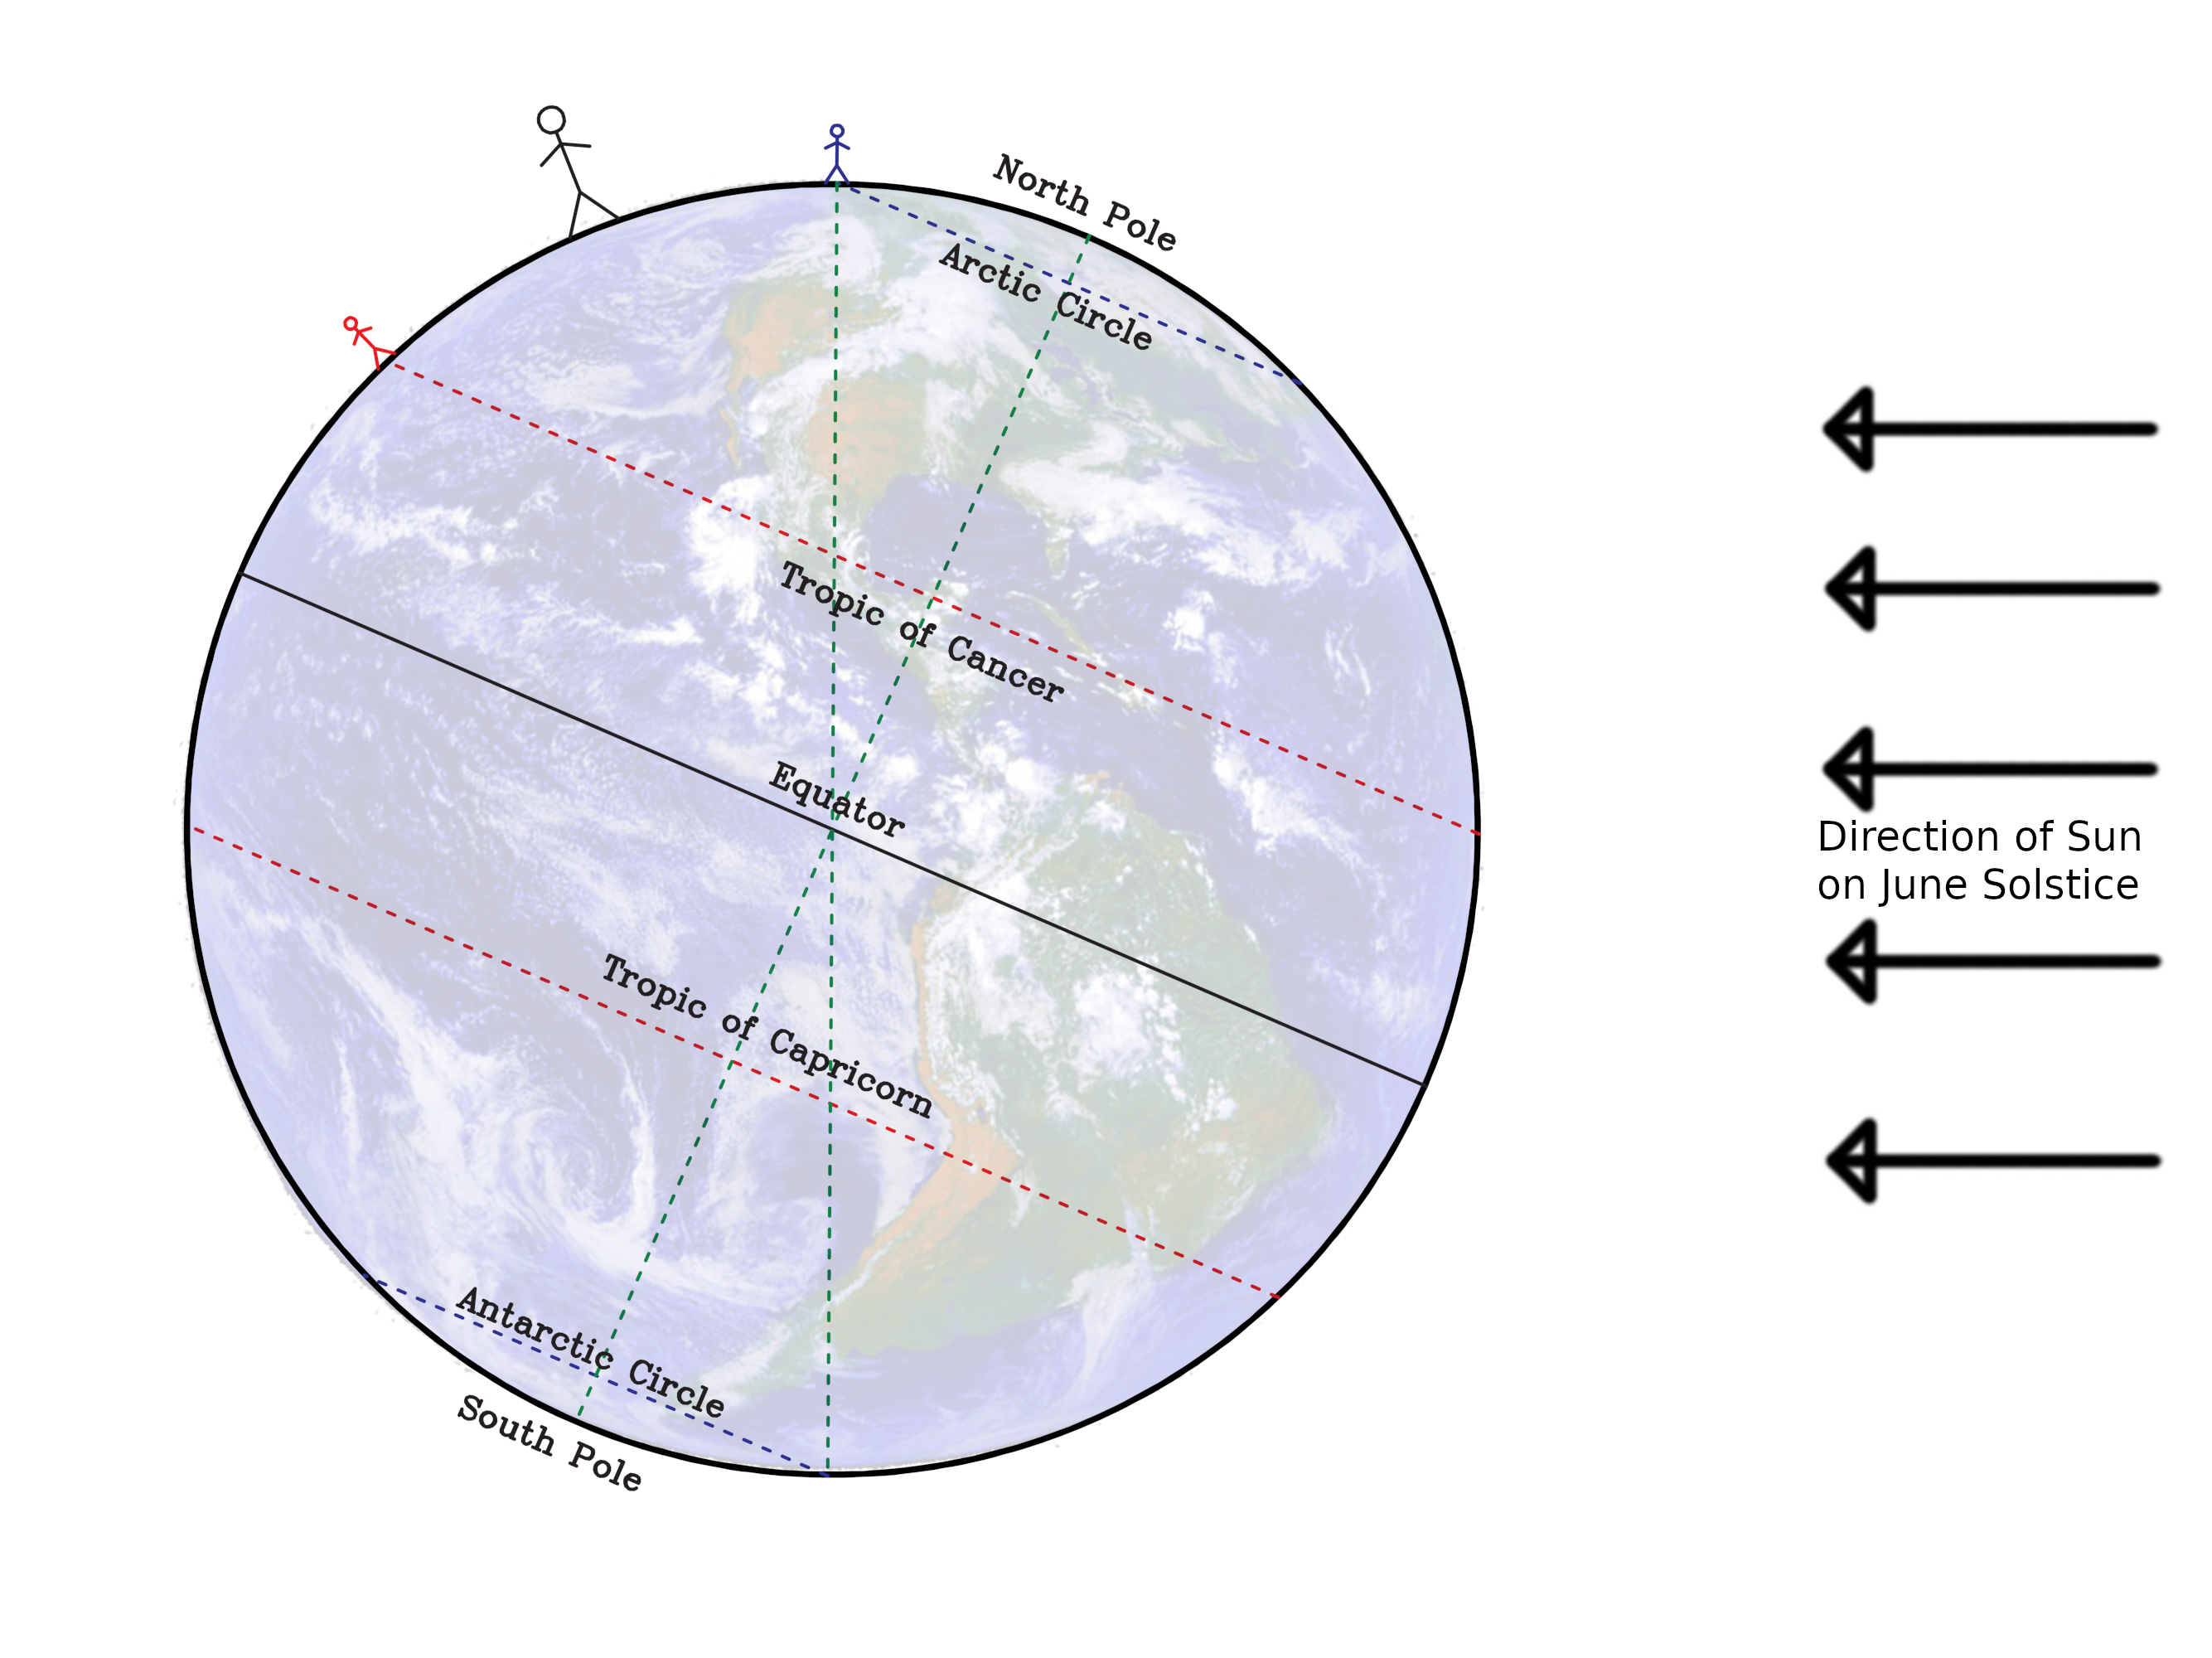 North Pole
Arctic Circle
Tropic of Cancer
Equator
Direction of Sun
on June Solstice
Tropic of Capricorn
Antarctic Circle
South Pole